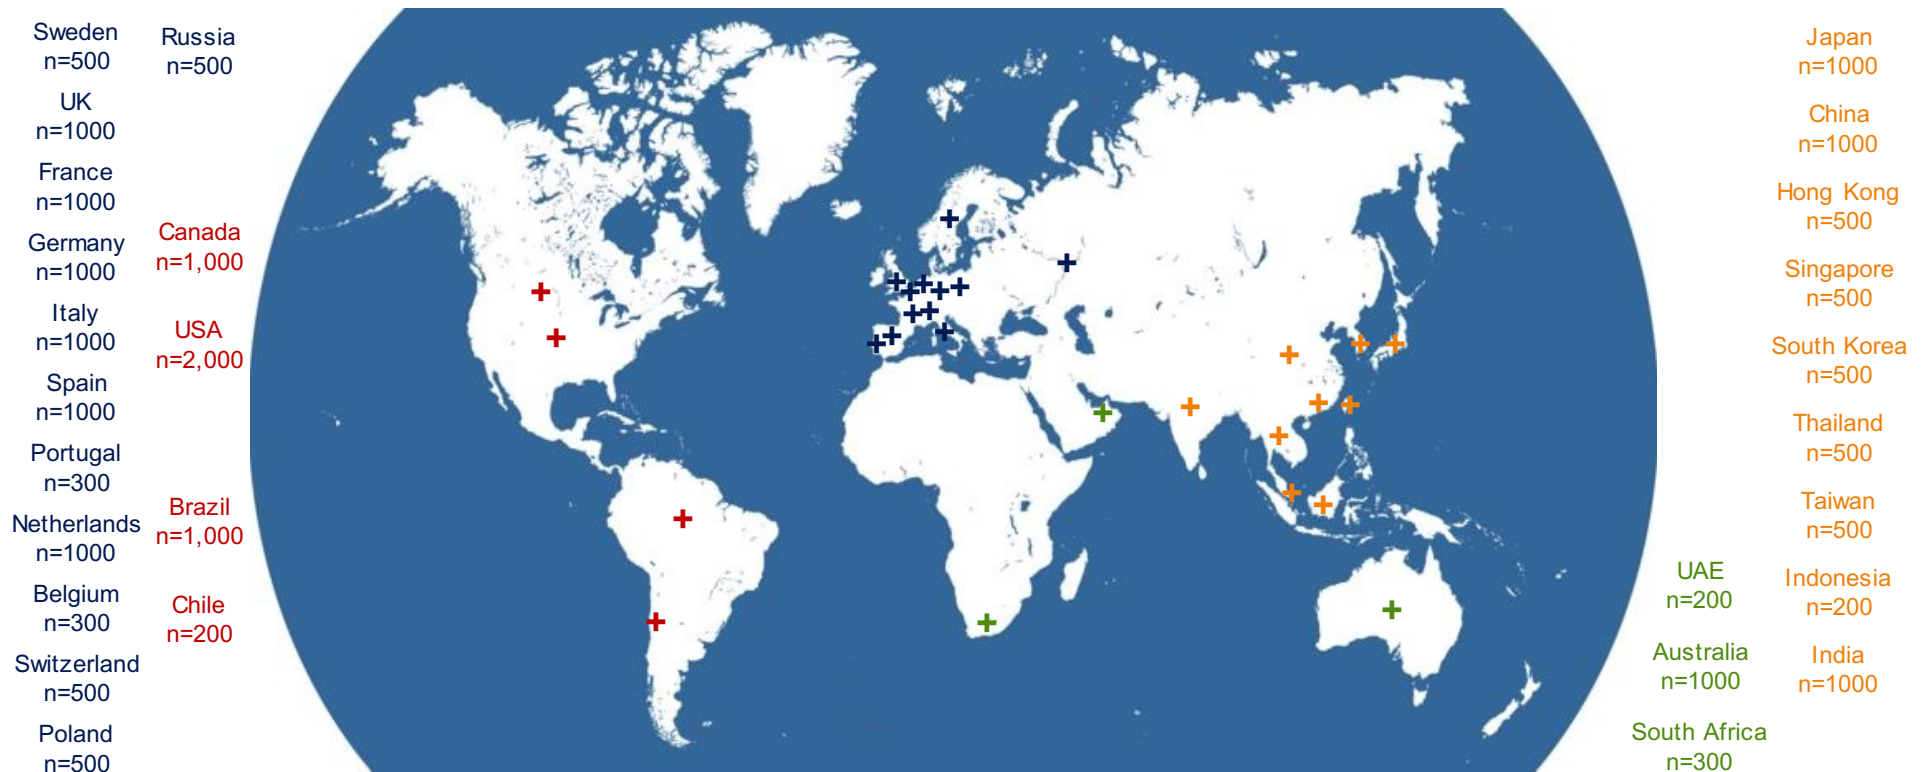 Sweden
n=500
UK
n=1000
France
n=1000
Germany
n=1000
Italy
n=1000
Spain
n=1000
Portugal
n=300
Netherlands
n=1000
Belgium
n=300
Switzerland
n=500
Poland
n=500
Russia
n=500
Canada
n=1,000
USA
n=2,000
Brazil
n=1,000
Chile
n=200
UAE
n=200
Australia
n=1000
South Africa
n=300
Japan
n=1000
China
n=1000
Hong Kong
n=500
Singapore
n=500
South Korea
n=500
Thailand
n=500
Taiwan
n=500
Indonesia
n=200
India
n=1000